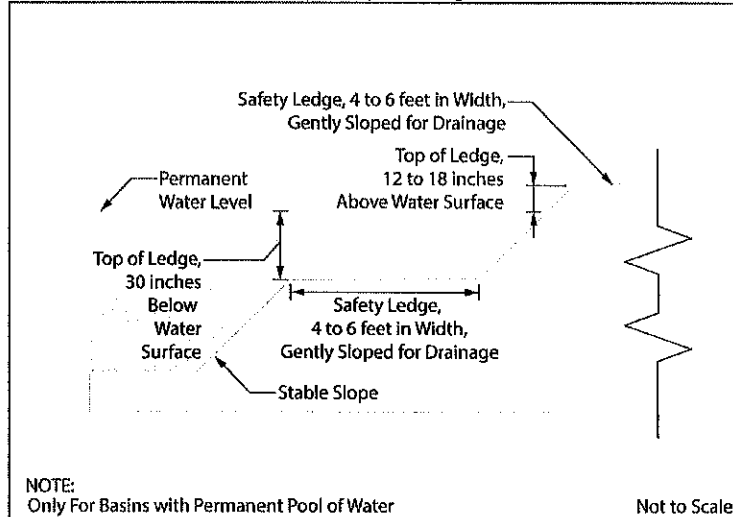 Safety Ledge, 4 to 6 feet in Width,
Gently Sloped for Drainage
Top of Ledge,
12 to 18 inches
Above Water Surface
Permanent
Water Level
Top of Ledge,
30 inches
Below
Water
Surface
Safety Ledge,
4 to 6 feet in Width,
Gently Sloped for Drainage
Stable Slope
NOTE:
Only For Basins with Permanent Pool of Water
Not to Scale